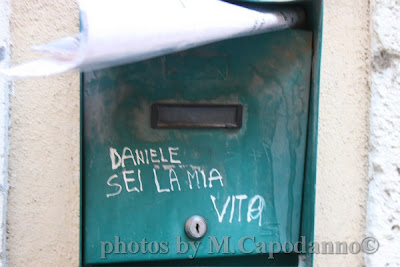 DANIELE
SEI LA MIA
VITA
photos by M. Capodanno©